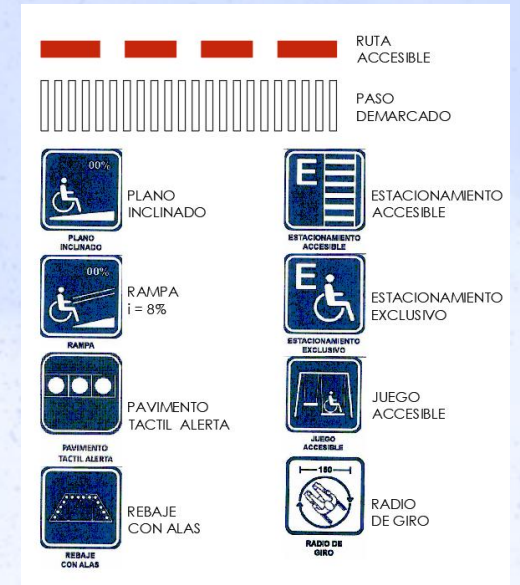 RUTA
ACCESIBLE
PASO
DEMARCADO
00%
PLANO
INCLINADO
PLANO
INCLINADO
E
ESTACIONAMIENTO
ACCESIBLE
ESTACIONAMIENTO
ACCESIBLE
00%
RAMPA
RAMPA
i = 8%
E
ESTACIONAMIENTO
EXCLUSIVO
ESTACIONAMIENTO
EXCLUSIVO
PAVIMENTO
TACTIL ALERTA
PAVIMENTO
TACTIL ALERTA
JUEGO
ACCESIBLE
JUEGO
ACCESIBLE
REBAJE
CON ALAS
REBAJE
CON ALAS
150
RADIO DE
GIRO
RADIO
DE GIRO